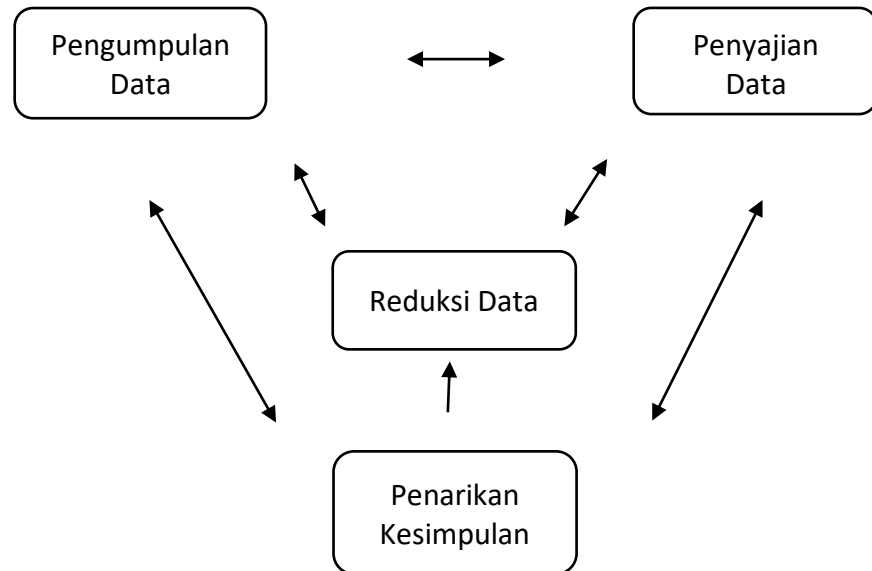 Pengumpulan
Data
Penyajian
Data
Reduksi Data
Penarikan
Kesimpulan